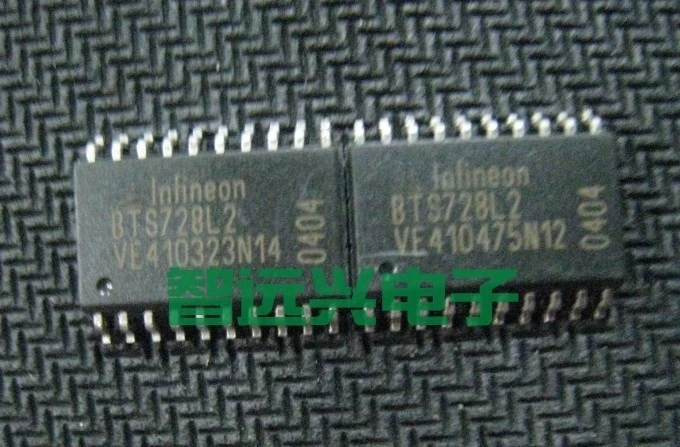 Infineon
BTS728L2
VE410323N14
0404
Infineon
BTS728L2
VE410475N12
0404
智远兴电子